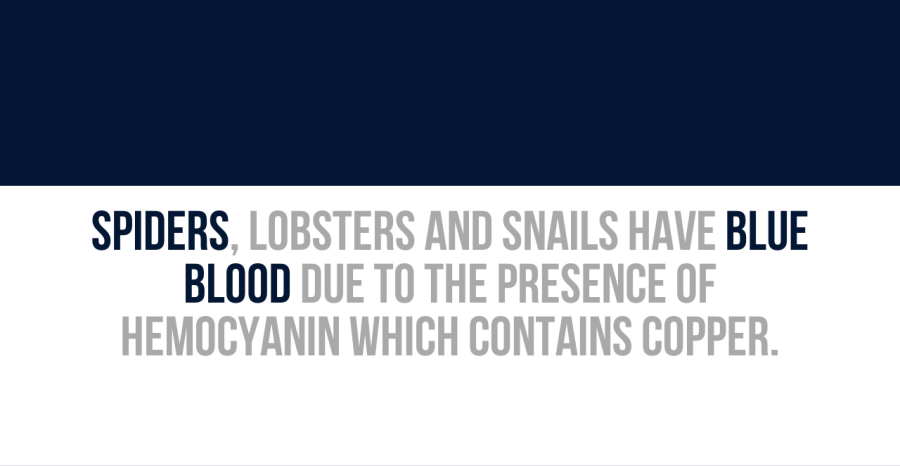 SPIDERS, LOBSTERS AND SNAILS HAVE BLUE
BLOOD DUE TO THE PRESENCE OF
HEMOCYANIN WHICH CONTAINS COPPER.